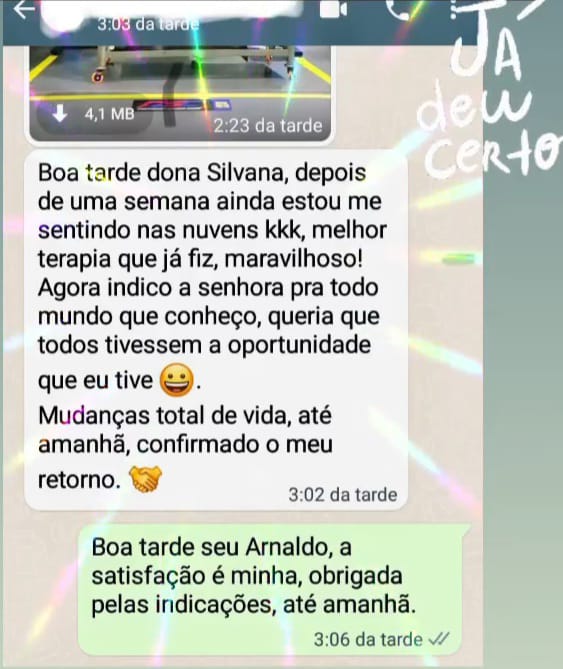 3:03 da tarde
JA
deu
CERTO
4,1 MB
2:23 da tarde
Boa tarde dona Silvana, depois
de uma semana ainda estou me
sentindo nas nuvens kkk, melhor
terapia que já fiz, maravilhoso!
Agora indico a senhora pra todo
mundo que conheço, queria que
todos tivessem a oportunidade
que eu tive 😀.
Mudanças total de vida, até
amanhã, confirmado o meu
retorno. 🤝
3:02 da tarde
Boa tarde seu Arnaldo, a
satisfação é minha, obrigada
pelas indicações, até amanhã.
3:06 da tarde